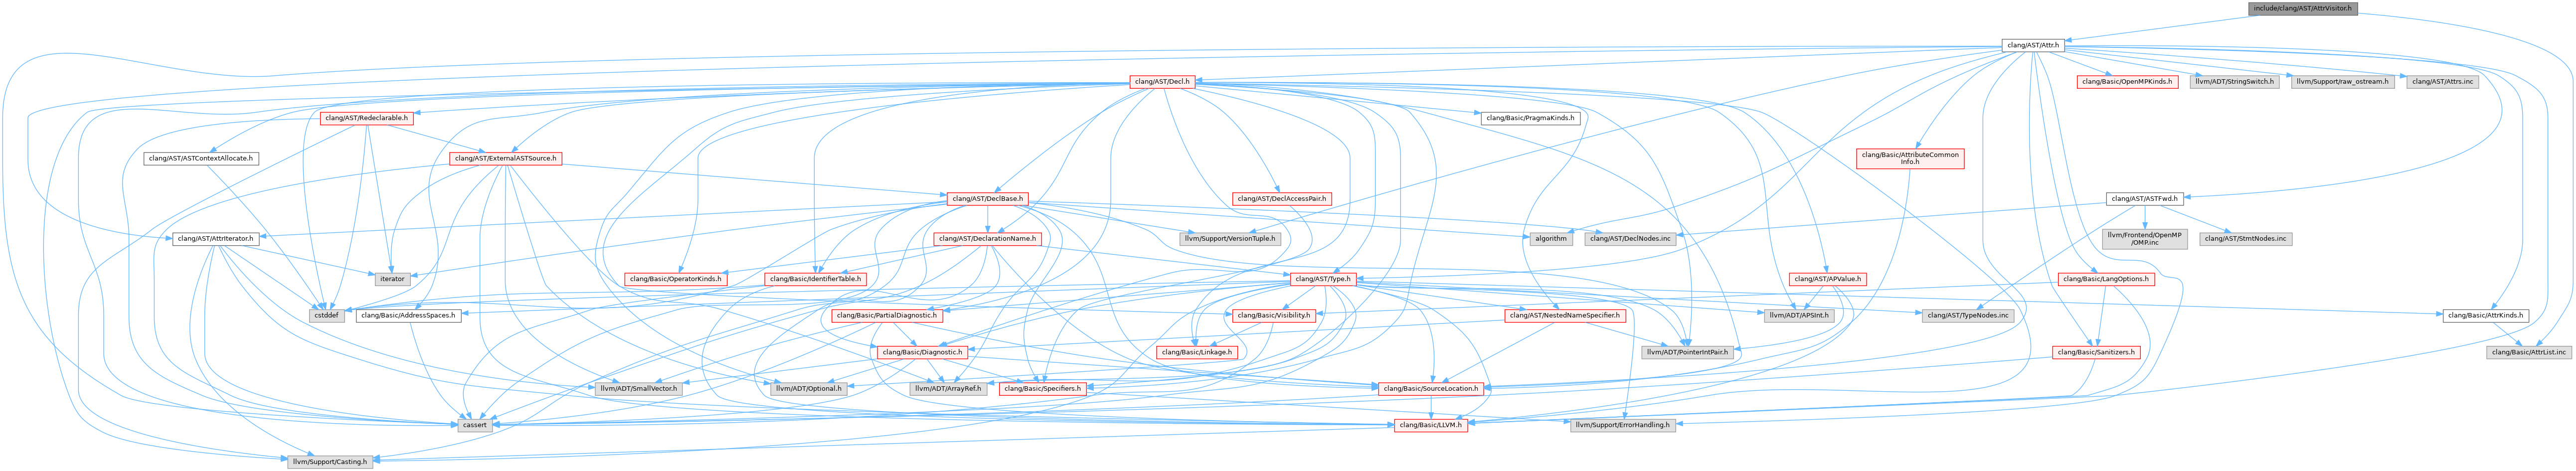 include/clang/AST/AttrVisitor.h
clang/AST/Attr.h
clang/AST/Decl.h
clang/Basic/OpenMPKinds.h
llvm/ADT/StringSwitch.h
llvm/Support/raw_ostream.h
clang/AST/Attrs.inc
clang/AST/Redeclarable.h
clang/Basic/PragmaKinds.h
clang/AST/ASTContextAllocate.h
clang/AST/ExternalASTSource.h
clang/Basic/AttributeCommon
Info.h
clang/AST/DeclBase.h
clang/AST/DeclAccessPair.h
clang/AST/ASTFwd.h
clang/AST/AttrIterator.h
clang/AST/DeclarationName.h
llvm/Support/VersionTuple.h
algorithm
clang/AST/DeclNodes.inc
llvm/Frontend/OpenMP
/OMP.inc
clang/AST/StmtNodes.inc
iterator
clang/Basic/OperatorKinds.h
clang/Basic/IdentifierTable.h
clang/AST/Type.h
clang/AST/APValue.h
clang/Basic/LangOptions.h
cstddef
clang/Basic/AddressSpaces.h
clang/Basic/PartialDiagnostic.h
clang/Basic/Visibility.h
clang/AST/NestedNameSpecifier.h
llvm/ADT/APSInt.h
clang/AST/TypeNodes.inc
clang/Basic/AttrKinds.h
clang/Basic/Diagnostic.h
clang/Basic/Linkage.h
llvm/ADT/PointerIntPair.h
clang/Basic/Sanitizers.h
clang/Basic/AttrList.inc
llvm/ADT/SmallVector.h
llvm/ADT/Optional.h
llvm/ADT/ArrayRef.h
clang/Basic/Specifiers.h
clang/Basic/SourceLocation.h
cassert
clang/Basic/LLVM.h
llvm/Support/ErrorHandling.h
llvm/Support/Casting.h